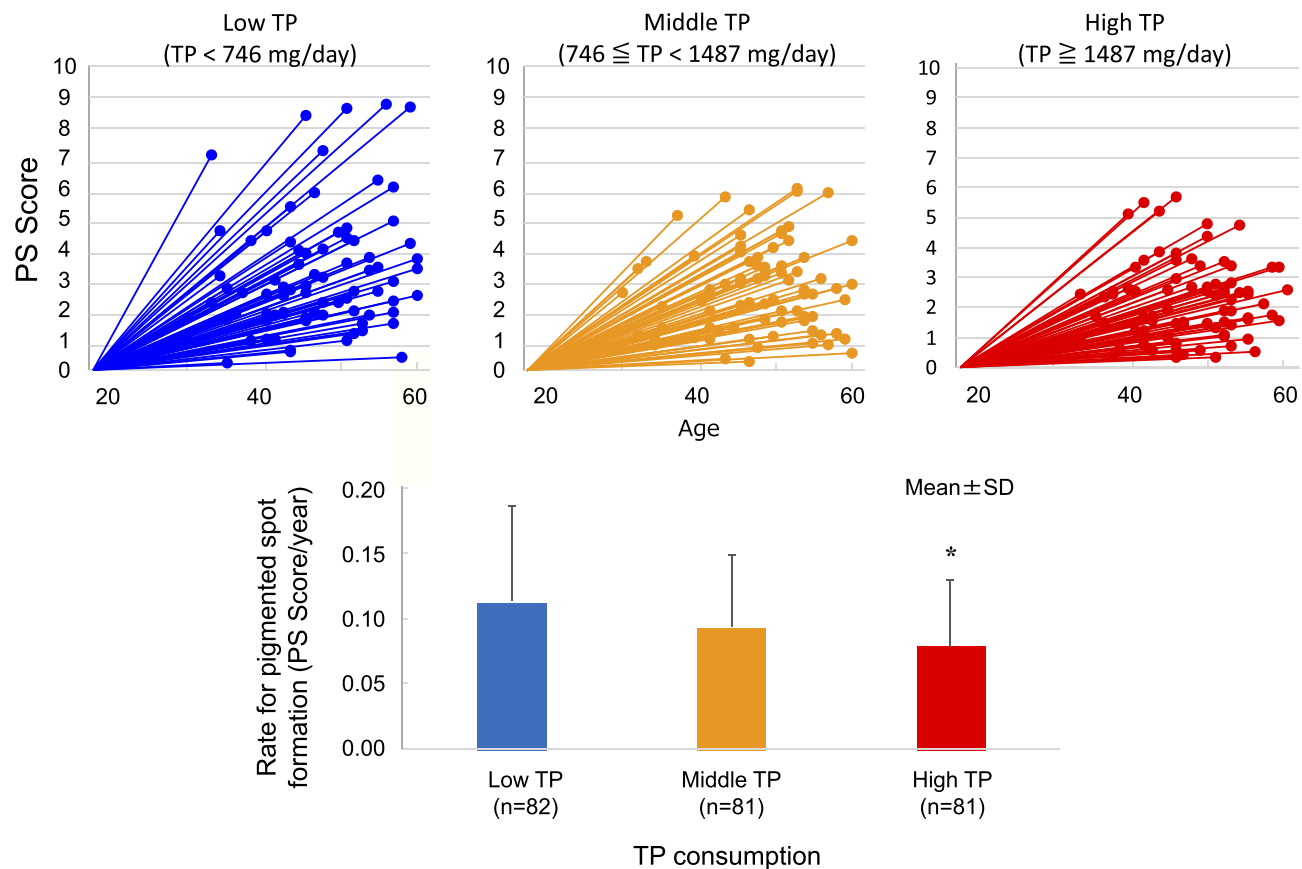 Low TP
(TP < 746 mg/day)
Middle TP
(746 ≦ TP < 1487 mg/day)
High TP
(TP ≧ 1487 mg/day)
PS Score
10
9
8
7
6
5
4
3
2
1
0
20
40
60
10
9
8
7
6
5
4
3
2
1
0
20
40
60
Age
10
9
8
7
6
5
4
3
2
1
0
20
40
60
Rate for pigmented spot
formation (PS Score/year)
0.20
0.15
0.10
0.05
0.00
Mean±SD
*
Low TP
(n=82)
Middle TP
(n=81)
High TP
(n=81)
TP consumption